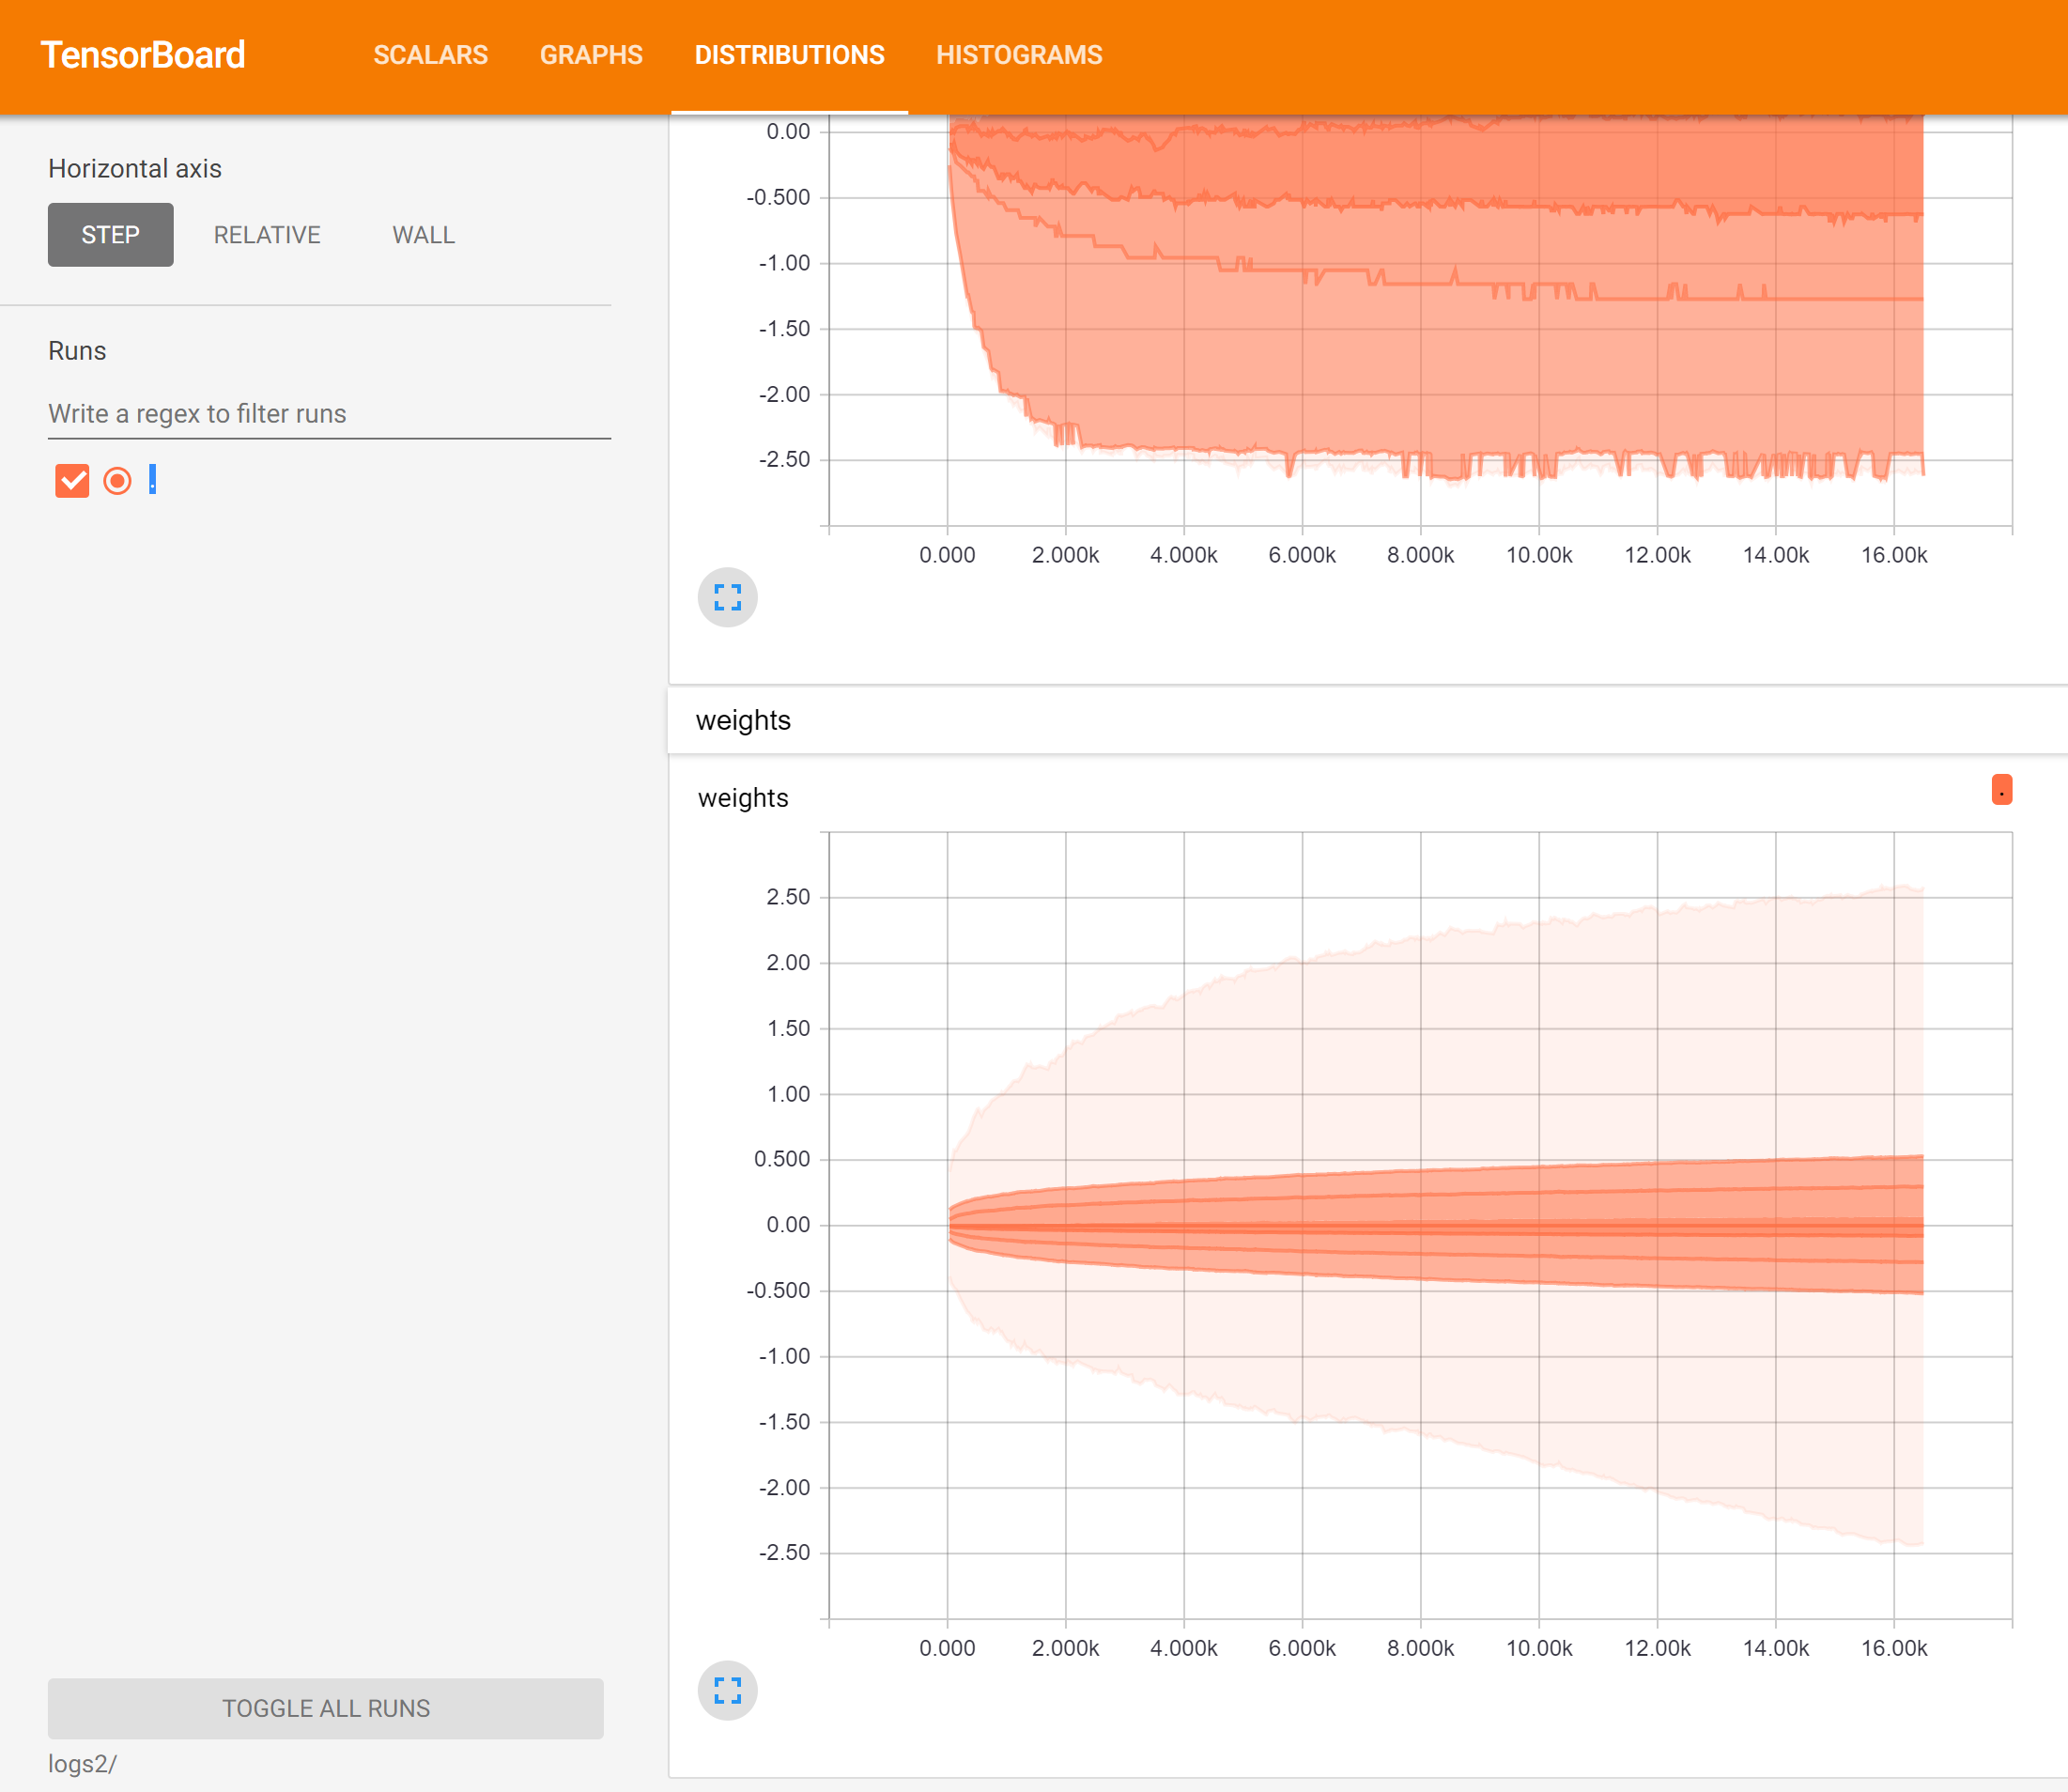 TensorBoard SCALARS GRAPHS DISTRIBUTIONS HISTOGRAMS
Horizontal axis
STEP RELATIVE WALL
Runs
Write a regex to filter runs
.
TOGGLE ALL RUNS
logs2/
0.00
-0.500
-1.00
-1.50
-2.00
-2.50
0.000 2.000k 4.000k 6.000k 8.000k 10.00k 12.00k 14.00k 16.00k
weights
weights
.
2.50
2.00
1.50
1.00
0.500
0.00
-0.500
-1.00
-1.50
-2.00
-2.50
0.000 2.000k 4.000k 6.000k 8.000k 10.00k 12.00k 14.00k 16.00k